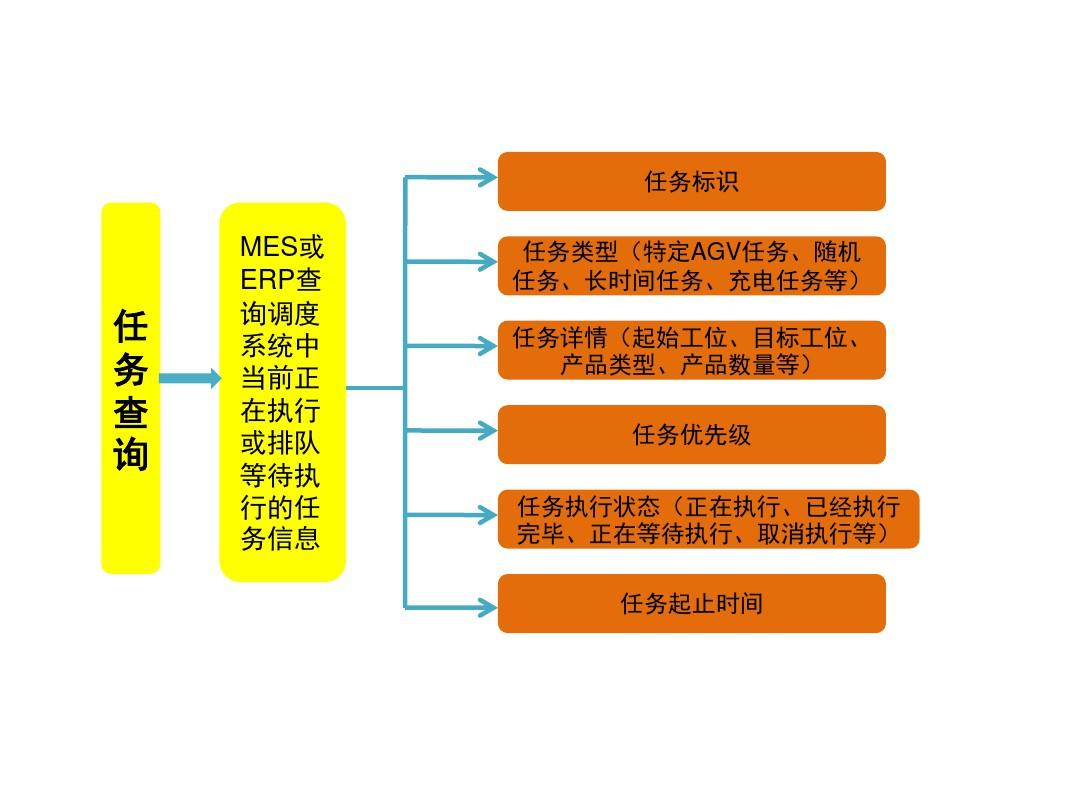 任务查询
MES或
ERP查
询调度
系统中
当前正
在执行
或排队
等待执
行的任
务信息
任务标识
任务类型（特定AGV任务、随机
任务、长时间任务、充电任务等）
任务详情（起始工位、目标工位、
产品类型、产品数量等）
任务优先级
任务执行状态（正在执行、已经执行
完毕、正在等待执行、取消执行等）
任务起止时间